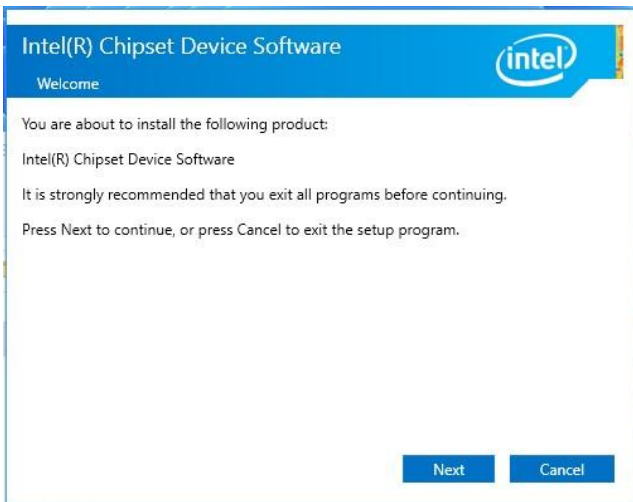 Intel(R) Chipset Device Software
intel
Welcome
You are about to install the following product:
Intel(R) Chipset Device Software
It is strongly recommended that you exit all programs before continuing.
Press Next to continue, or press Cancel to exit the setup program.
Next
Cancel